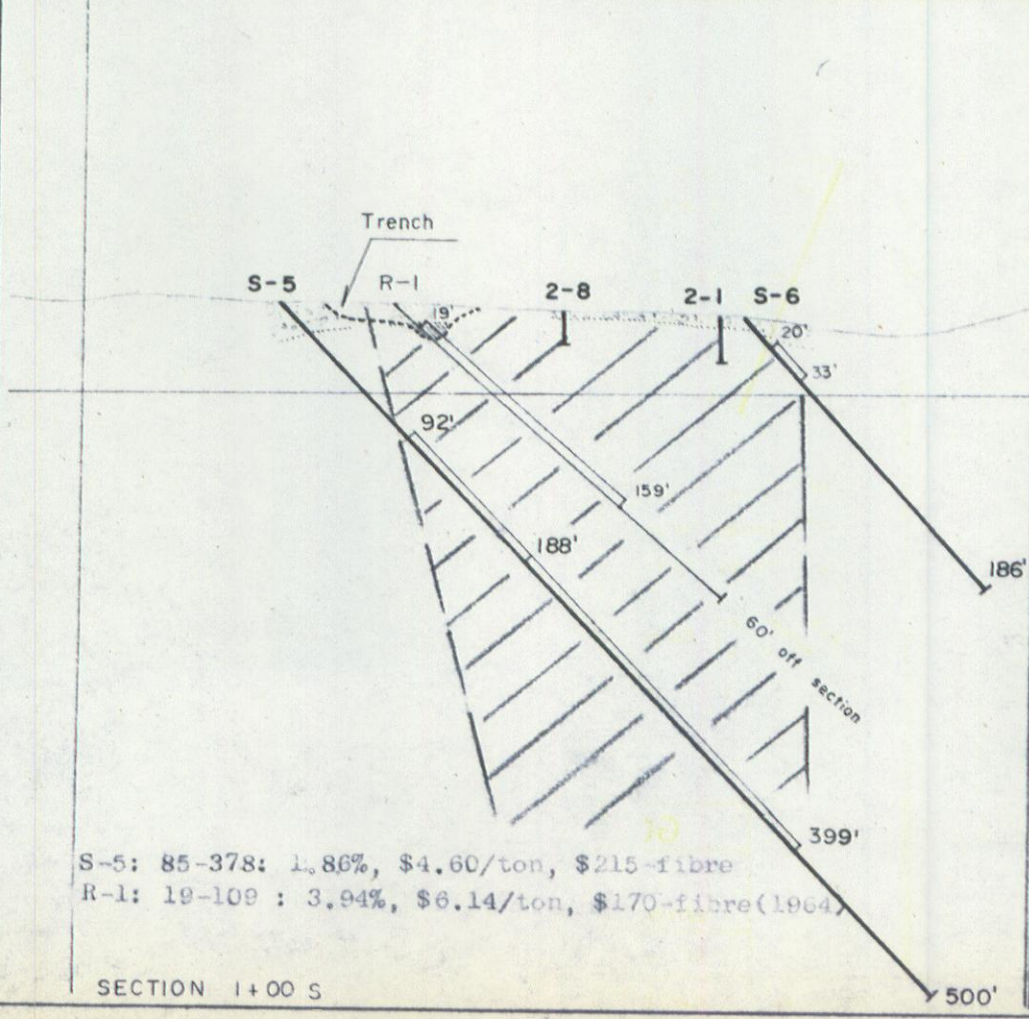 Trench
S-5
R-1
2-8
2-1
S-6
19'
20'
33'
92'
159'
188'
186'
60' off section
399'
S-5: 85-378: 1.86%, $4.60/ton, $215-fibre
R-1: 19-109 : 3.94%, $6.14/ton, $170-fibre(1964)
SECTION 1+00 S
500'